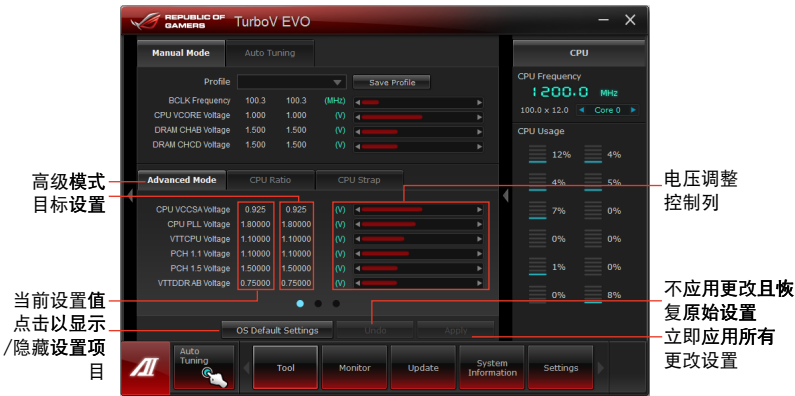 REPUBLIC OF GAMERS TurboV EVO
Manual Mode Auto Tuning
Profile Save Profile
BCLK Frequency 100.3 100.3 (MHz)
CPU VCORE Voltage 1.000 1.000 (V)
DRAM CHAB Voltage 1.500 1.500 (V)
DRAM CHCD Voltage 1.500 1.500 (V)
Advanced Mode CPU Ratio CPU Strap
CPU VCCSA Voltage 0.925 0.925 (V)
CPU PLL Voltage 1.80000 1.80000 (V)
VTTCPU Voltage 1.10000 1.10000 (V)
PCH 1.1 Voltage 1.10000 1.10000 (V)
PCH 1.5 Voltage 1.50000 1.50000 (V)
VTTDDR AB Voltage 0.75000 0.75000 (V)
OS Default Settings Undo Apply
CPU
CPU Frequency
1200.0 MHz
100.0 x 12.0 Core 0
CPU Usage
12% 4%
4% 5%
7% 0%
0% 0%
1% 0%
0% 8%
AI
Auto
Tuning
Tool Monitor Update System
Information Settings
高级模式
目标设置
当前设置值
点击以显示
/隐藏设置项
目
电压调整
控制列
不应用更改且恢
复原始设置
立即应用所有
更改设置